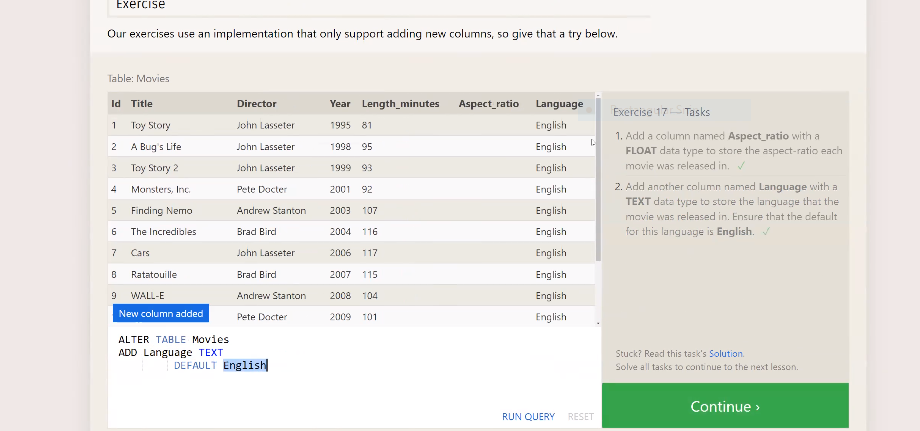 Exercise
Our exercises use an implementation that only support adding new columns, so give that a try below.
Table: Movies
Id Title Director Year Length_minutes Aspect_ratio Language
1 Toy Story John Lasseter 1995 81 English
2 A Bug's Life John Lasseter 1998 95 English
3 Toy Story 2 John Lasseter 1999 93 English
4 Monsters, Inc. Pete Docter 2001 92 English
5 Finding Nemo Andrew Stanton 2003 107 English
6 The Incredibles Brad Bird 2004 116 English
7 Cars John Lasseter 2006 117 English
8 Ratatouille Brad Bird 2007 115 English
9 WALL-E Andrew Stanton 2008 104 English
Pete Docter 2009 101 English
New column added
ALTER TABLE Movies
ADD Language TEXT
DEFAULT English
RUN QUERY RESET
Exercise 17 — Tasks
1. Add a column named Aspect_ratio with a
FLOAT data type to store the aspect-ratio each
movie was released in. ✓
2. Add another column named Language with a
TEXT data type to store the language that the
movie was released in. Ensure that the default
for this language is English. ✓
Stuck? Read this task's Solution.
Solve all tasks to continue to the next lesson.
Continue ›